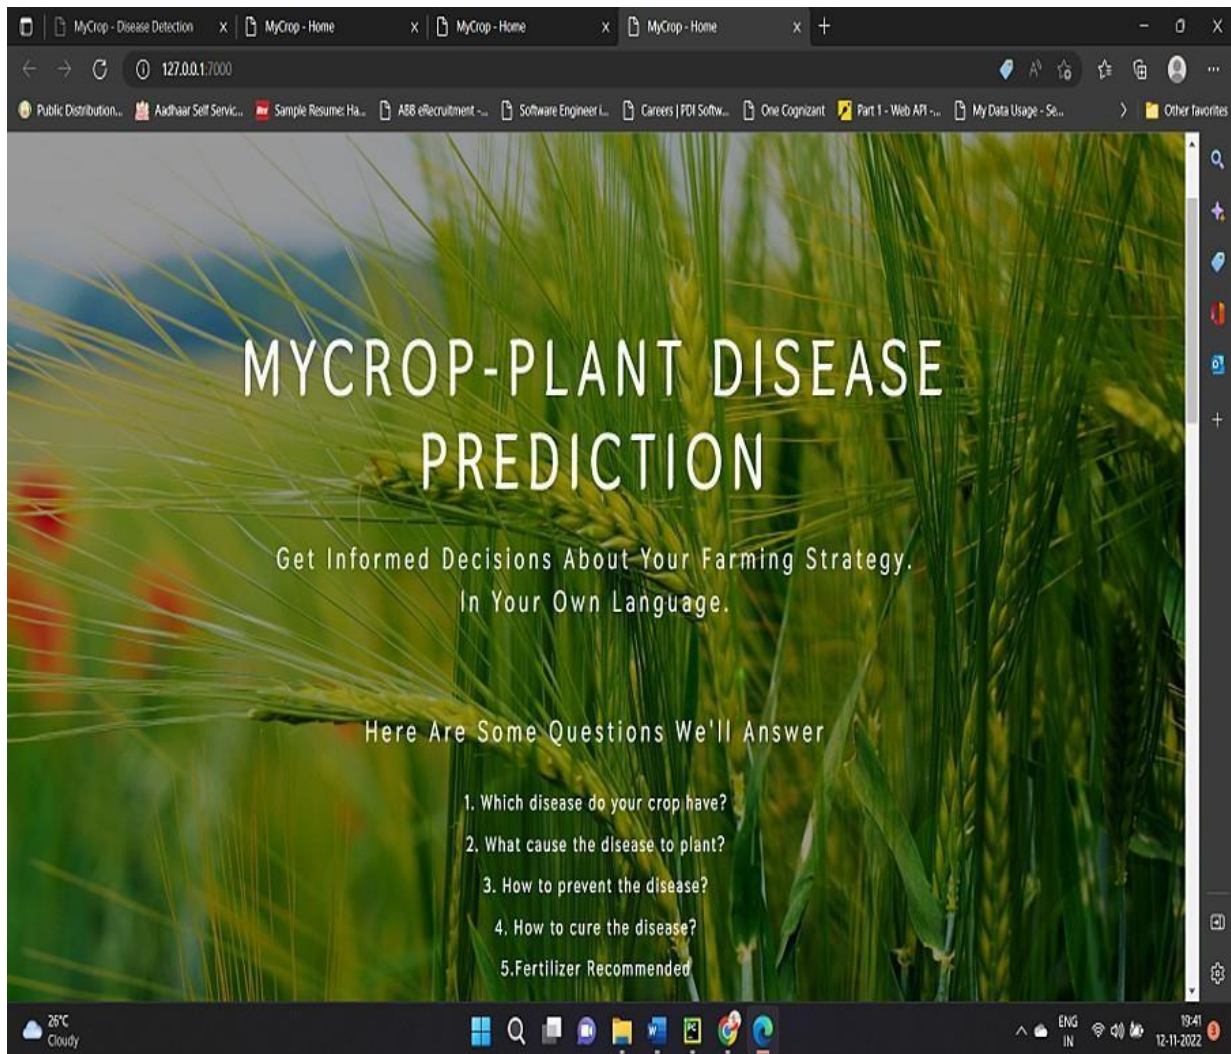 MyCrop - Disease Detection
MyCrop - Home
MyCrop - Home
MyCrop - Home
127.0.0.1:7000
Public Distribution...
Aadhaar Self Servic...
Sample Resume: Ha...
ABB eRecruitment -...
Software Engineer i...
Careers | PDI Softw...
One Cognizant
Part 1 - Web API -...
My Data Usage - Se...
Other favorites
MYCROP-PLANT DISEASE
PREDICTION
Get Informed Decisions About Your Farming Strategy.
In Your Own Language.
Here Are Some Questions We'll Answer
1. Which disease do your crop have?
2. What cause the disease to plant?
3. How to prevent the disease?
4. How to cure the disease?
5.Fertilizer Recommended
26°C
Cloudy
ENG
IN
19:41
12-11-2022
3